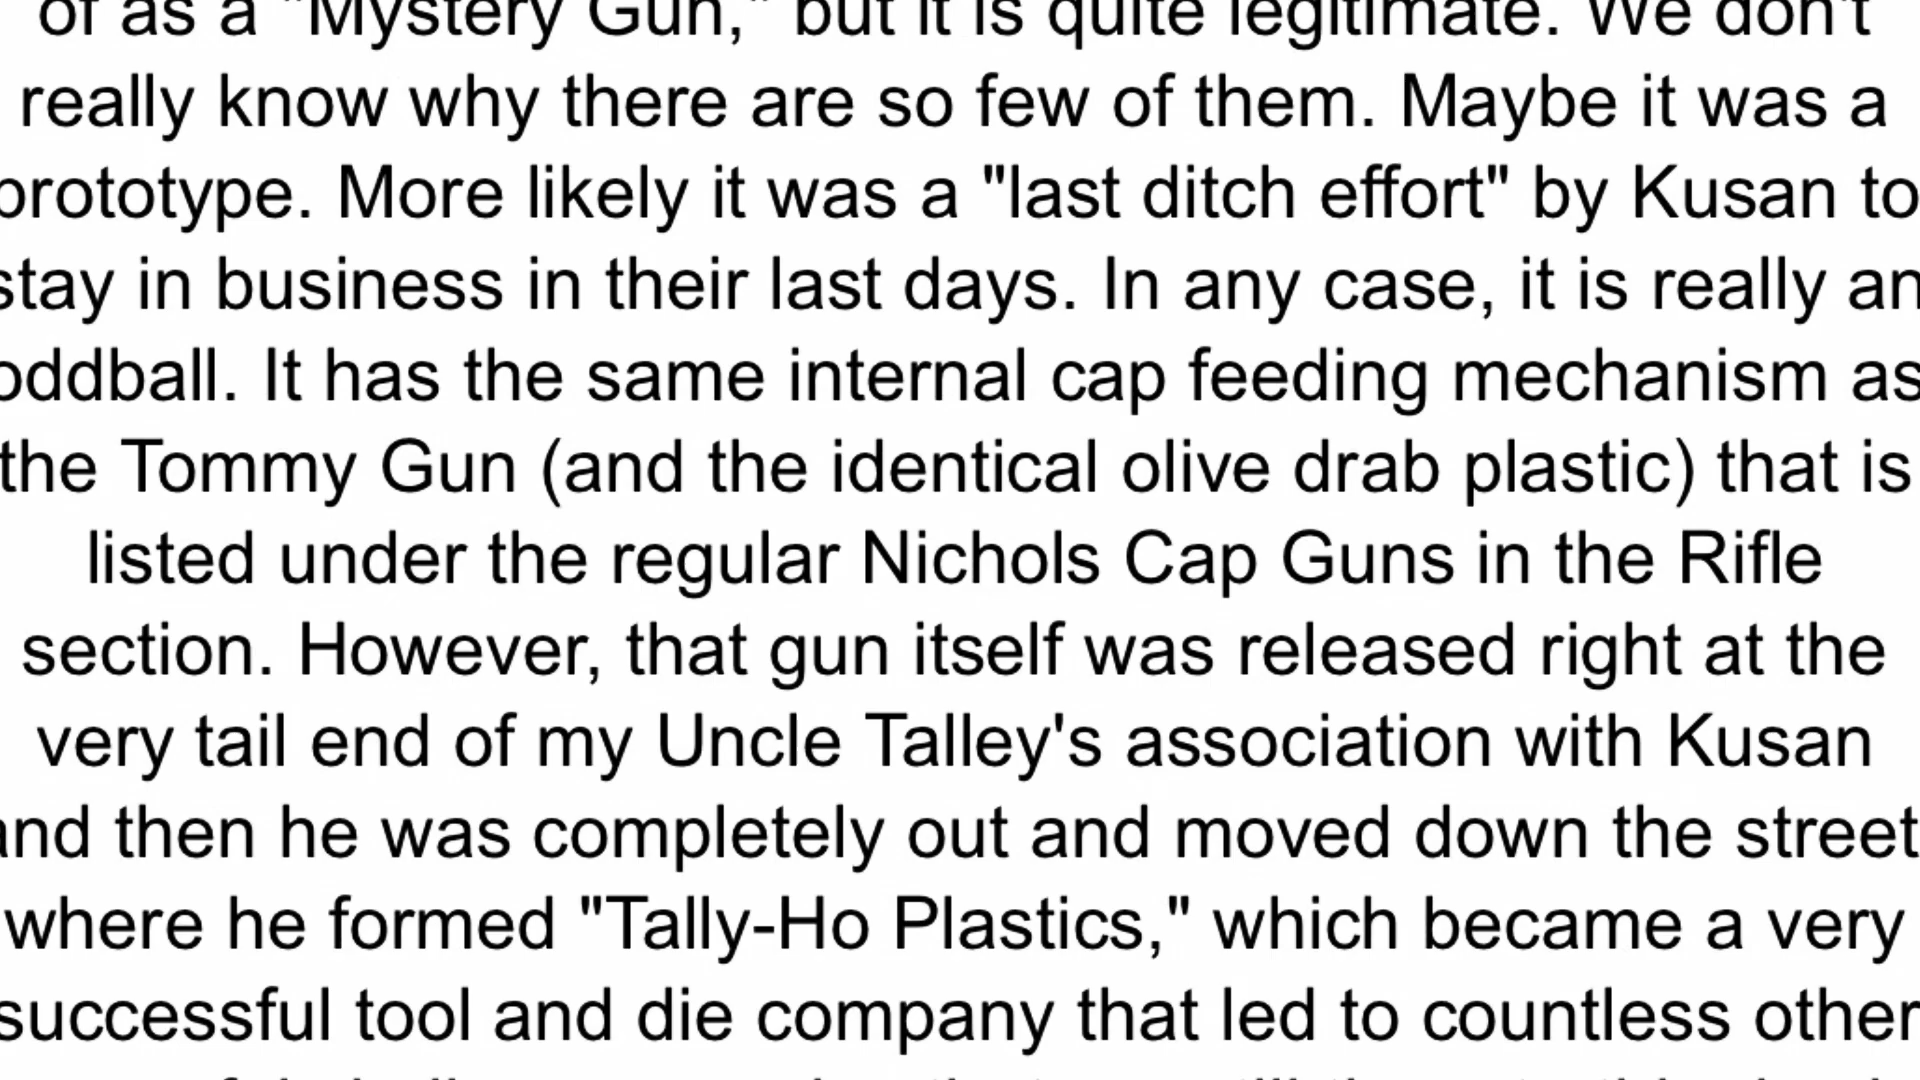 of as a "Mystery Gun," but it is quite legitimate. We don't
really know why there are so few of them. Maybe it was a
prototype. More likely it was a "last ditch effort" by Kusan to
stay in business in their last days. In any case, it is really an
oddball. It has the same internal cap feeding mechanism as
the Tommy Gun (and the identical olive drab plastic) that is
listed under the regular Nichols Cap Guns in the Rifle
section. However, that gun itself was released right at the
very tail end of my Uncle Talley's association with Kusan
and then he was completely out and moved down the street
where he formed "Tally-Ho Plastics," which became a very
successful tool and die company that led to countless other